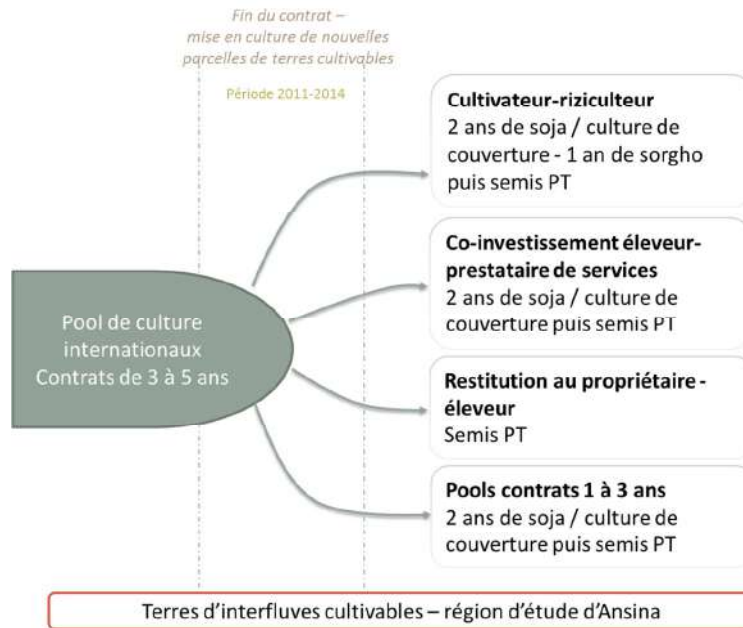 Fin du contrat –
mise en culture de nouvelles
parcelles de terres cultivables
Période 2011-2014
Pool de culture
internationaux
Contrats de 3 à 5 ans
Cultivateur-riziculteur
2 ans de soja / culture de
couverture - 1 an de sorgho
puis semis PT
Co-investissement éleveur-
prestataire de services
2 ans de soja / culture de
couverture puis semis PT
Restitution au propriétaire -
éleveur
Semis PT
Pools contrats 1 à 3 ans
2 ans de soja / culture de
couverture puis semis PT
Terres d'interfluves cultivables – région d'étude d'Ansina